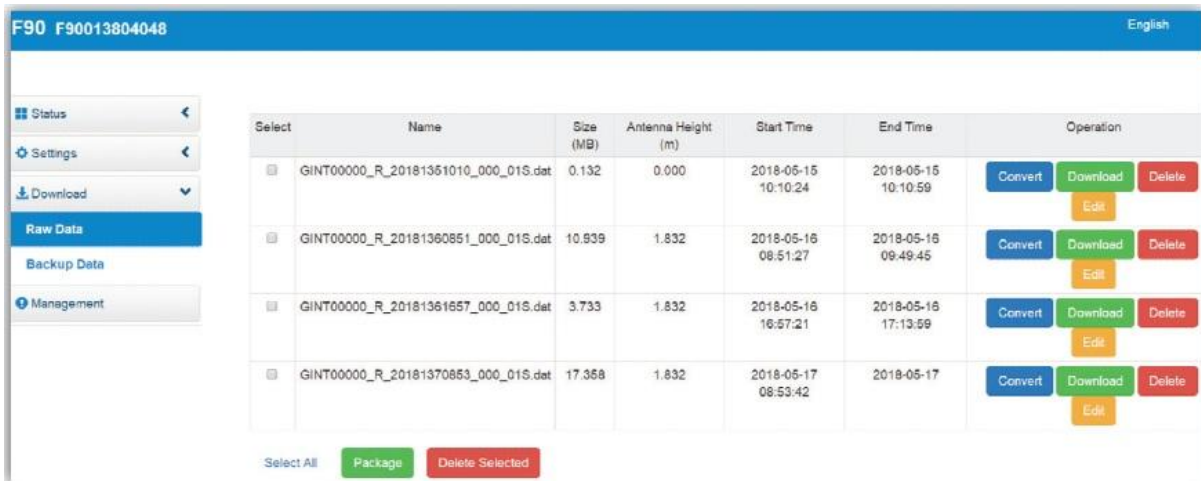 F90 F90013804048 English
Status
Settings
Download
Raw Data
Backup Data
Management
Select Name Size (MB) Antenna Height (m) Start Time End Time Operation
GINT00000_R_20181351010_000_01S.dat 0.132 0.000 2018-05-15 10:10:24 2018-05-15 10:10:59 Convert Download Delete
Edit
GINT00000_R_20181360851_000_01S.dat 10.939 1.832 2018-05-16 08:51:27 2018-05-16 09:49:45 Convert Download Delete
Edit
GINT00000_R_20181361657_000_01S.dat 3.733 1.832 2018-05-16 16:57:21 2018-05-16 17:13:59 Convert Download Delete
Edit
GINT00000_R_20181370853_000_01S.dat 17.358 1.832 2018-05-17 08:53:42 2018-05-17 Convert Download Delete
Edit
Select All Package Delete Selected